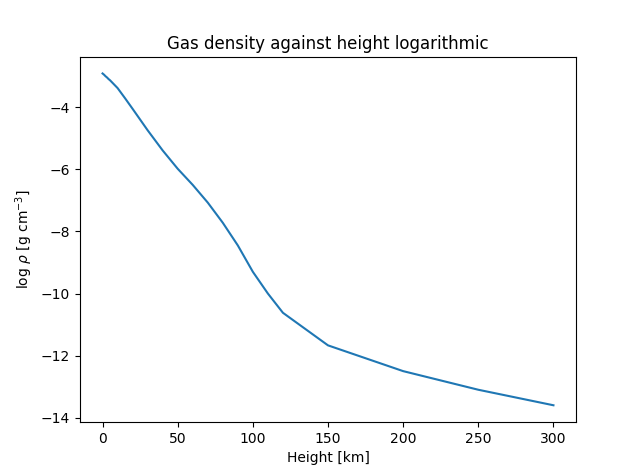 Gas density against height logarithmic
−4
−6
−8
−10
−12
−14
log ρ [g cm⁻³]
0 50 100 150 200 250 300
Height [km]